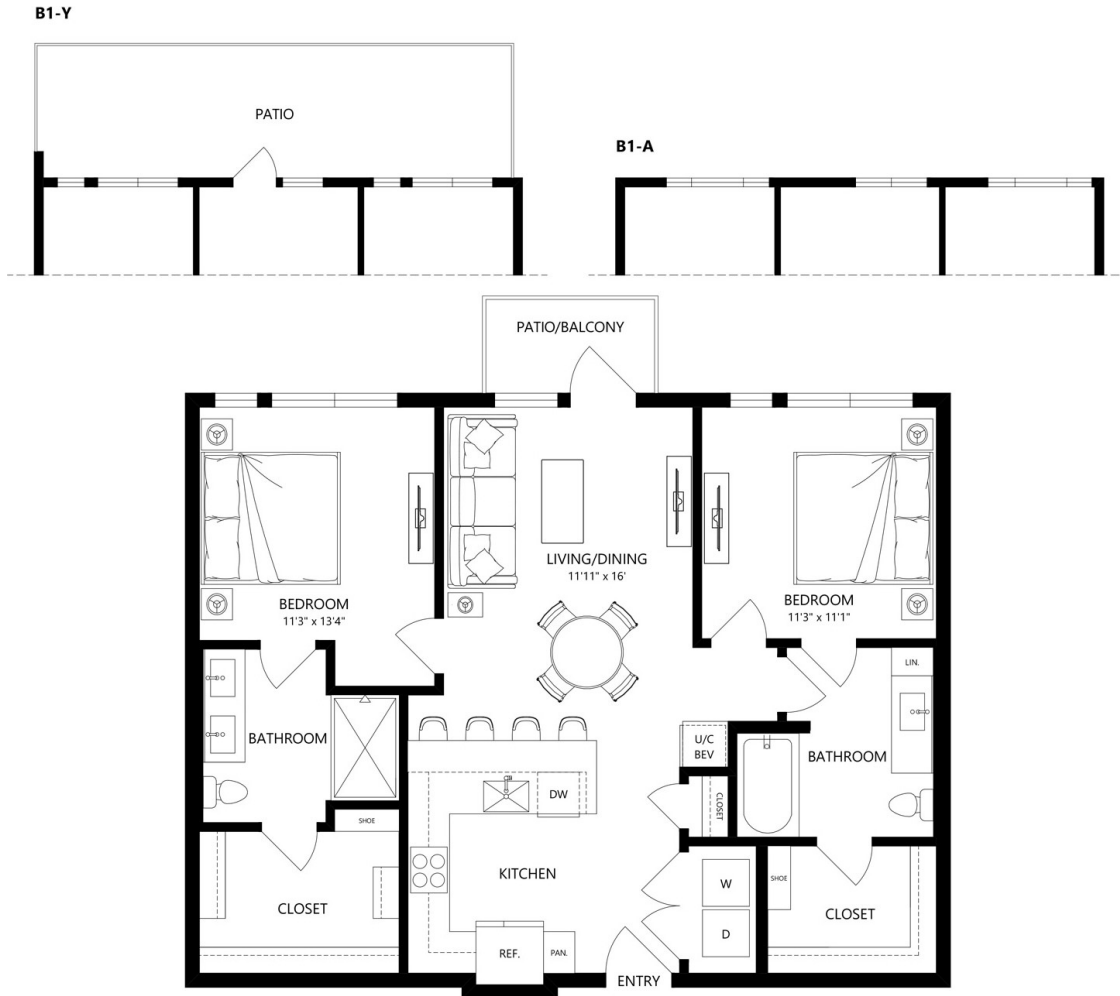 B1-Y
PATIO
B1-A
PATIO/BALCONY
LIVING/DINING
11'11" x 16'
BEDROOM
11'3" x 13'4"
BEDROOM
11'3" x 11'1"
LIN.
BATHROOM
U/C
BEV
BATHROOM
DW
CLOSET
SHOE
KITCHEN
W
SHOE
CLOSET
CLOSET
D
REF.
PAN.
ENTRY